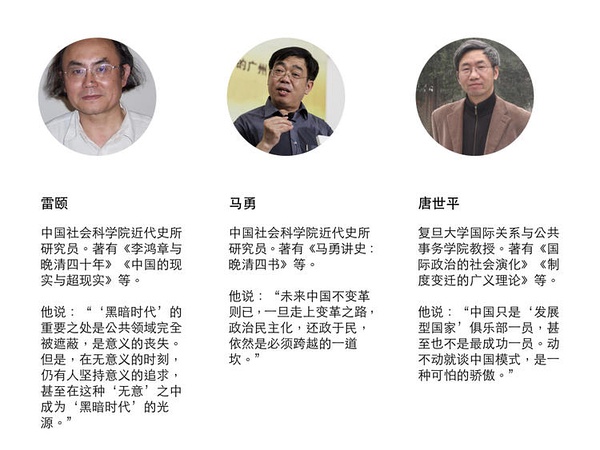 的广州
雷颐
中国社会科学院近代史所
研究员。著有《李鸿章与
晚清四十年》《中国的现
实与超现实》等。
他说：“‘黑暗时代’的
重要之处是公共领域完全
被遮蔽，是意义的丧失。
但是，在无意义的时刻，
仍有人坚持意义的追求，
甚至在这种‘无意’之中
成为‘黑暗时代’的光
源。”
马勇
中国社会科学院近代史所
研究员。著有《马勇讲史：
晚清四书》等。
他说：“未来中国不变革
则已，一旦走上变革之路，
政治民主化，还政于民，
依然是必须跨越的一道
坎。”
唐世平
复旦大学国际关系与公共
事务学院教授。著有《国
际政治的社会演化》《制
度变迁的广义理论》等。
他说：“中国只是‘发展
型国家’俱乐部一员，甚
至也不是最成功一员。动
不动就谈中国模式，是一
种可怕的骄傲。”